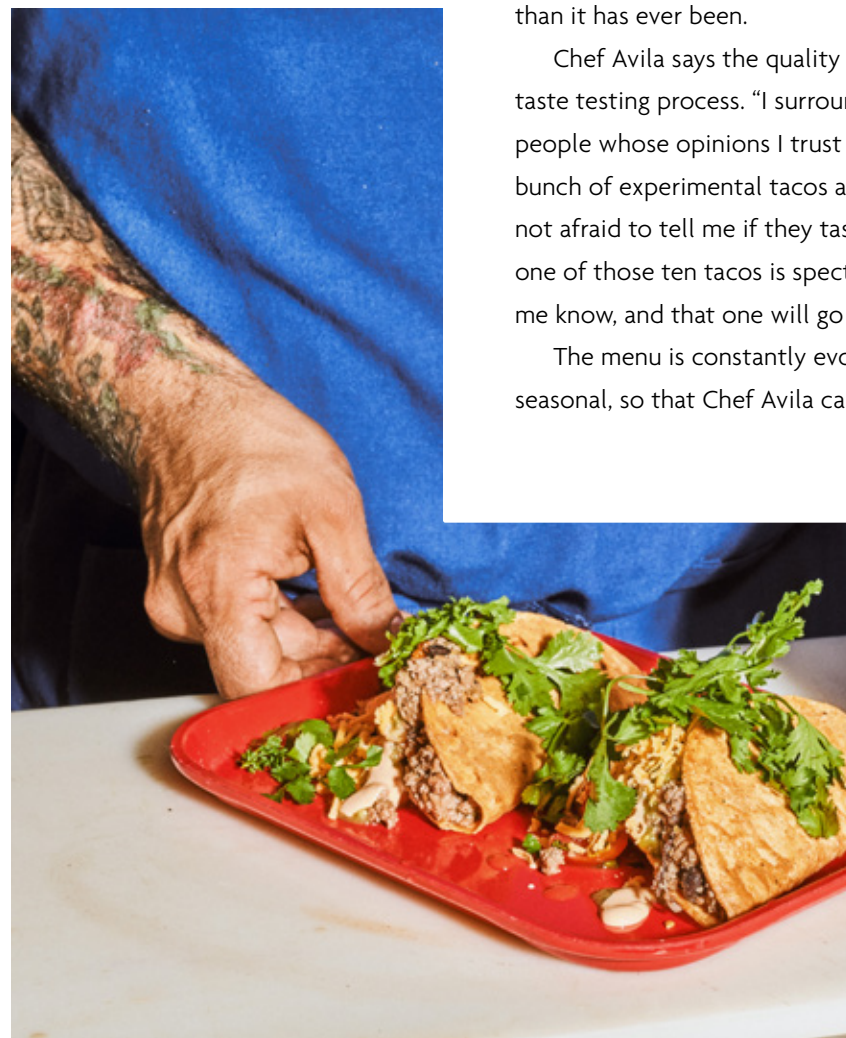 than it has ever been.
Chef Avila says the quality
taste testing process. “I surrou
people whose opinions I trust
bunch of experimental tacos a
not afraid to tell me if they tas
one of those ten tacos is spect
me know, and that one will go
The menu is constantly evo
seasonal, so that Chef Avila ca